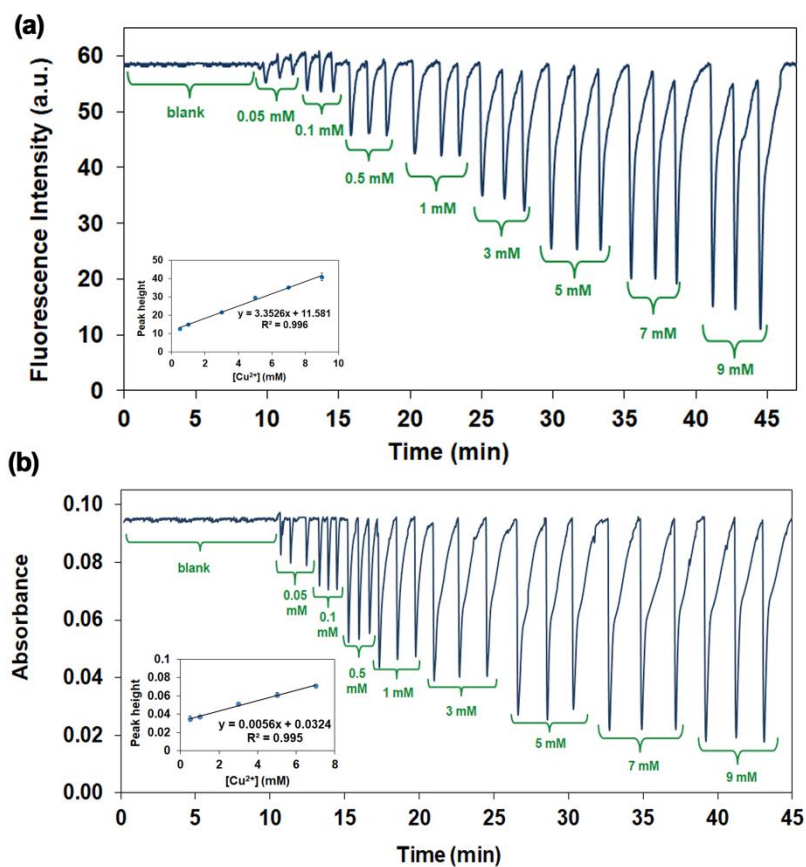 (a)
Fluorescence Intensity (a.u.)
60
50
40
30
20
10
0
blank
0.05 mM
0.1 mM
0.5 mM
1 mM
3 mM
5 mM
7 mM
9 mM
Peak height
50
40
30
20
10
0
y = 3.3526x + 11.581
R² = 0.996
0 2 4 6 8 10
[Cu²⁺] (mM)
0 5 10 15 20 25 30 35 40 45
Time (min)
(b)
Absorbance
0.10
0.08
0.06
0.04
0.02
0.00
blank
0.05
mM
0.1
mM
0.5
mM
1 mM
3 mM
5 mM
7 mM
9 mM
Peak height
0.1
0.08
0.06
0.04
0.02
0
y = 0.0056x + 0.0324
R² = 0.995
0 2 4 6 8
[Cu²⁺] (mM)
0 5 10 15 20 25 30 35 40 45
Time (min)